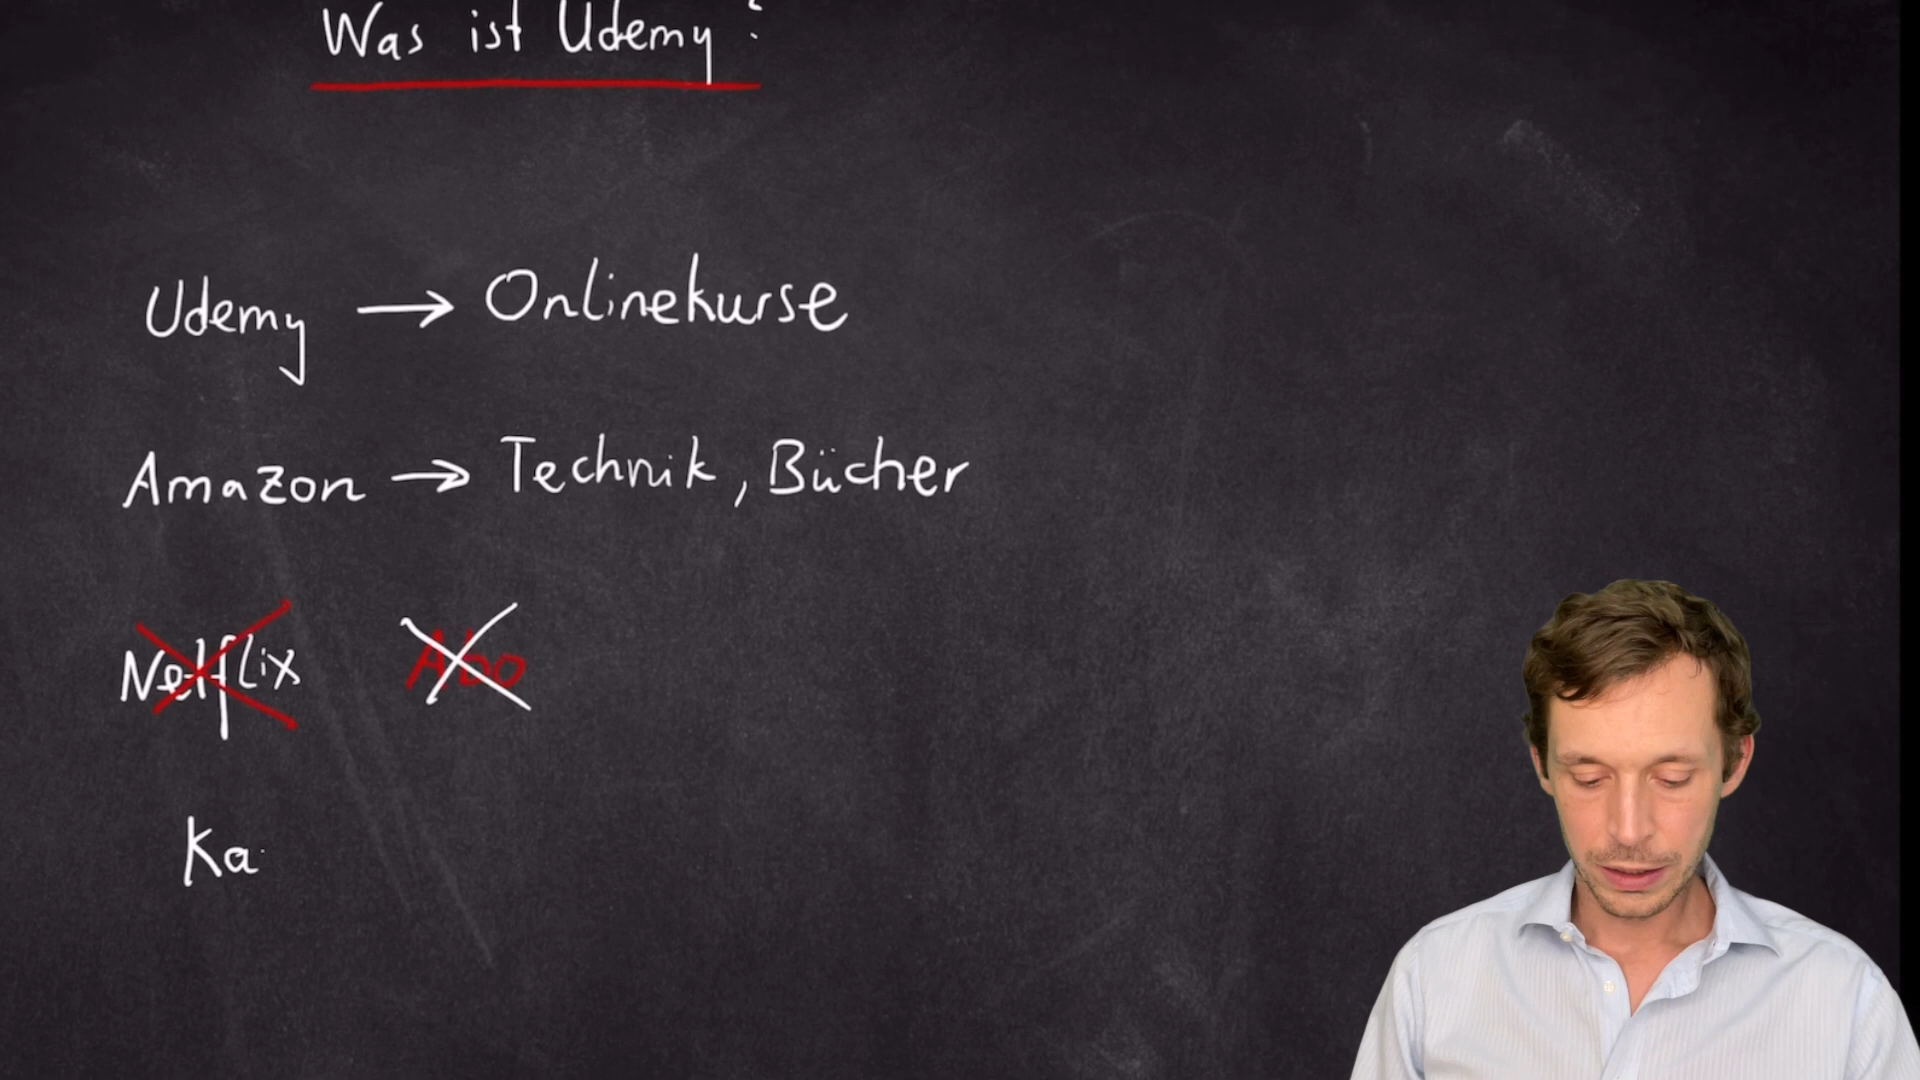 Was ist Udemy?
Udemy → Onlinekurse
Amazon → Technik, Bücher
Netflix Abo
Ka